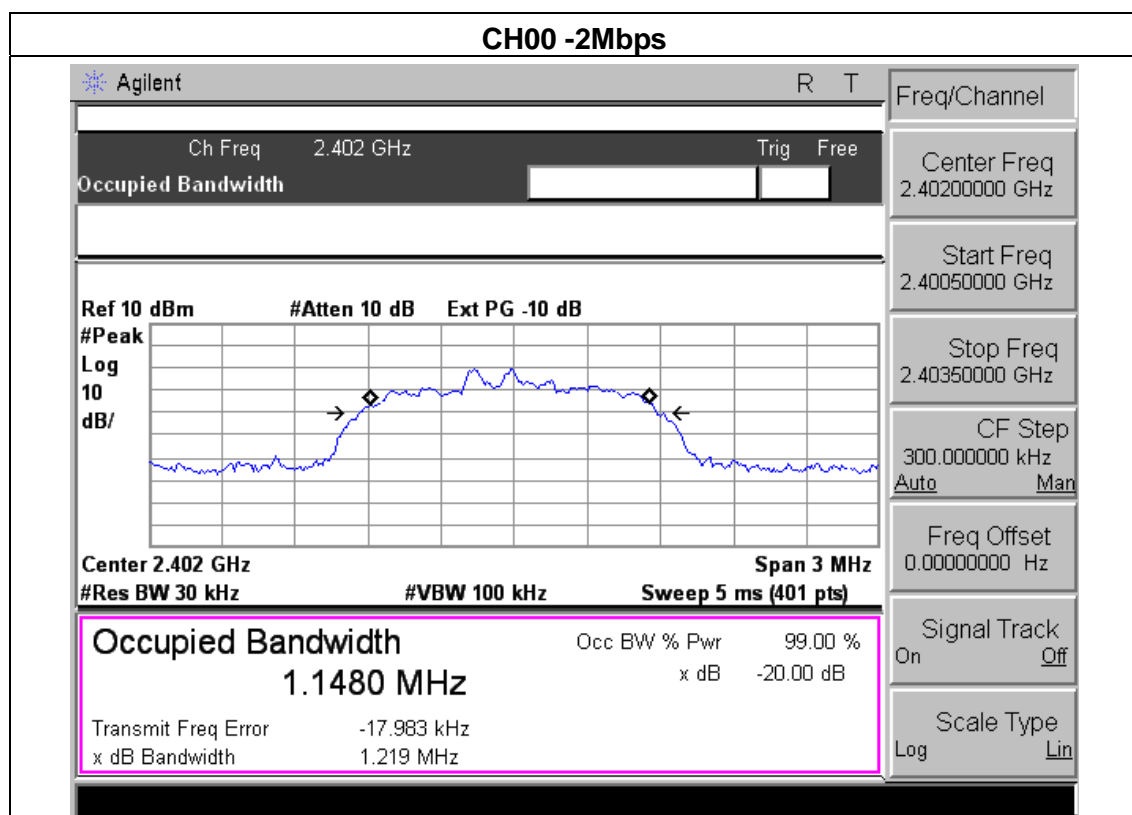 CH00 -2Mbps
Agilent R T
Ch Freq 2.402 GHz Trig Free
Occupied Bandwidth
Ref 10 dBm #Atten 10 dB Ext PG -10 dB
#Peak
Log
10
dB/
Center 2.402 GHz Span 3 MHz
#Res BW 30 kHz #VBW 100 kHz Sweep 5 ms (401 pts)
Occupied Bandwidth
1.1480 MHz
Occ BW % Pwr 99.00 %
x dB -20.00 dB
Transmit Freq Error -17.983 kHz
x dB Bandwidth 1.219 MHz
Freq/Channel
Center Freq
2.40200000 GHz
Start Freq
2.40050000 GHz
Stop Freq
2.40350000 GHz
CF Step
300.000000 kHz
Auto Man
Freq Offset
0.00000000 Hz
Signal Track
On Off
Scale Type
Log Lin